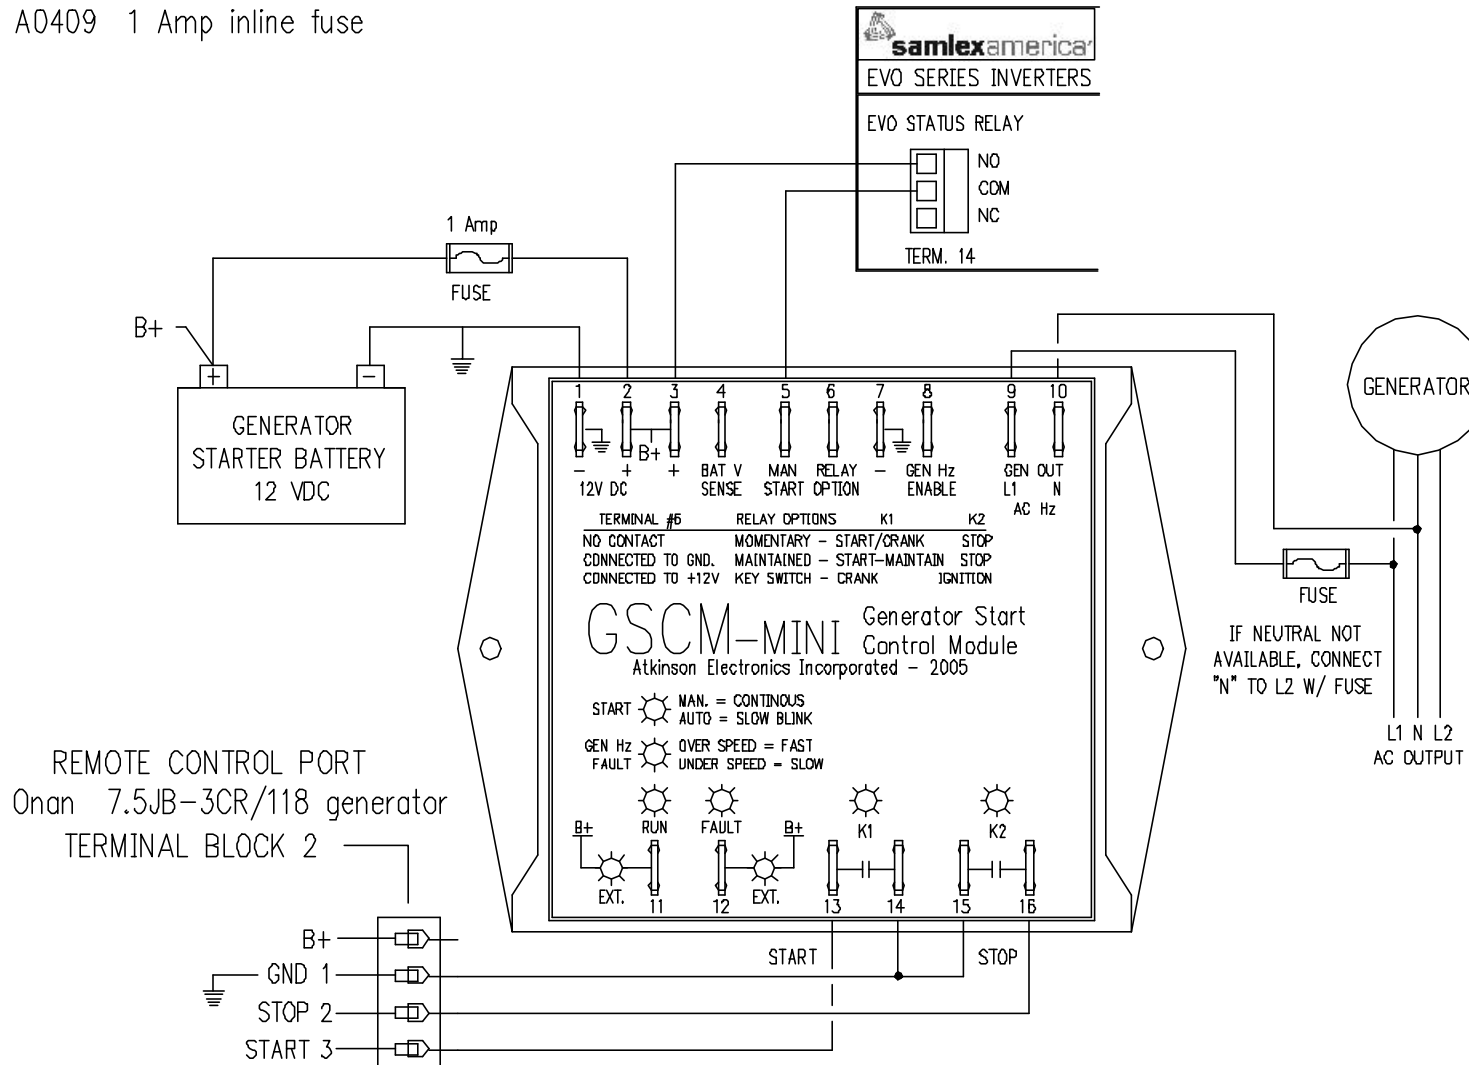 A0409 1 Amp inline fuse
samlexamerica
EVO SERIES INVERTERS
EVO STATUS RELAY
NO
COM
NC
TERM. 14
1 Amp
FUSE
B+
+ -
GENERATOR
STARTER BATTERY
12 VDC
GENERATOR
1 2 3 4 5 6 7 8 9 10
B+
- + + BAT V MAN RELAY - GEN Hz GEN OUT
12V DC SENSE START OPTION ENABLE L1 N
AC Hz
TERMINAL #6 RELAY OPTIONS K1 K2
NO CONTACT MOMENTARY - START/CRANK STOP
CONNECTED TO GND. MAINTAINED - START-MAINTAIN STOP
CONNECTED TO +12V KEY SWITCH - CRANK IGNITION
GSCM-MINI Generator Start
Control Module
Atkinson Electronics Incorporated - 2005
START MAN. = CONTINOUS
AUTO = SLOW BLINK
GEN Hz OVER SPEED = FAST
FAULT UNDER SPEED = SLOW
RUN FAULT K1 K2
B+ B+
EXT. EXT.
11 12 13 14 15 16
FUSE
IF NEUTRAL NOT
AVAILABLE, CONNECT
"N" TO L2 W/ FUSE
L1 N L2
AC OUTPUT
REMOTE CONTROL PORT
Onan 7.5JB-3CR/118 generator
TERMINAL BLOCK 2
START STOP
B+
GND 1
STOP 2
START 3